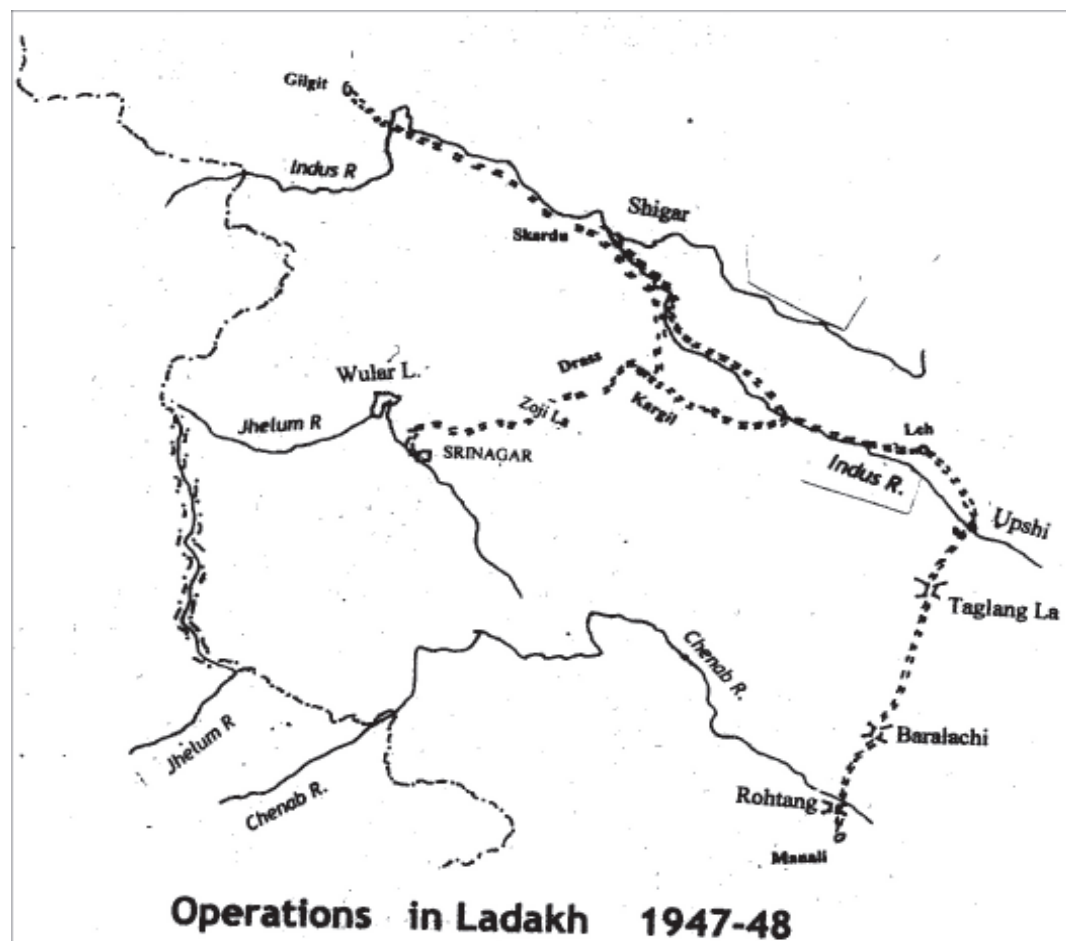 Gilgit
Indus R
Shigar
Skardu
Drass
Wular L.
Zoji La
Kargil
Jhelum R
SRINAGAR
Leh
Indus R.
Upshi
Taglang La
Chenab R.
Baralachi
Jhelum R
Chenab R.
Rohtang
Manali
Operations in Ladakh 1947-48